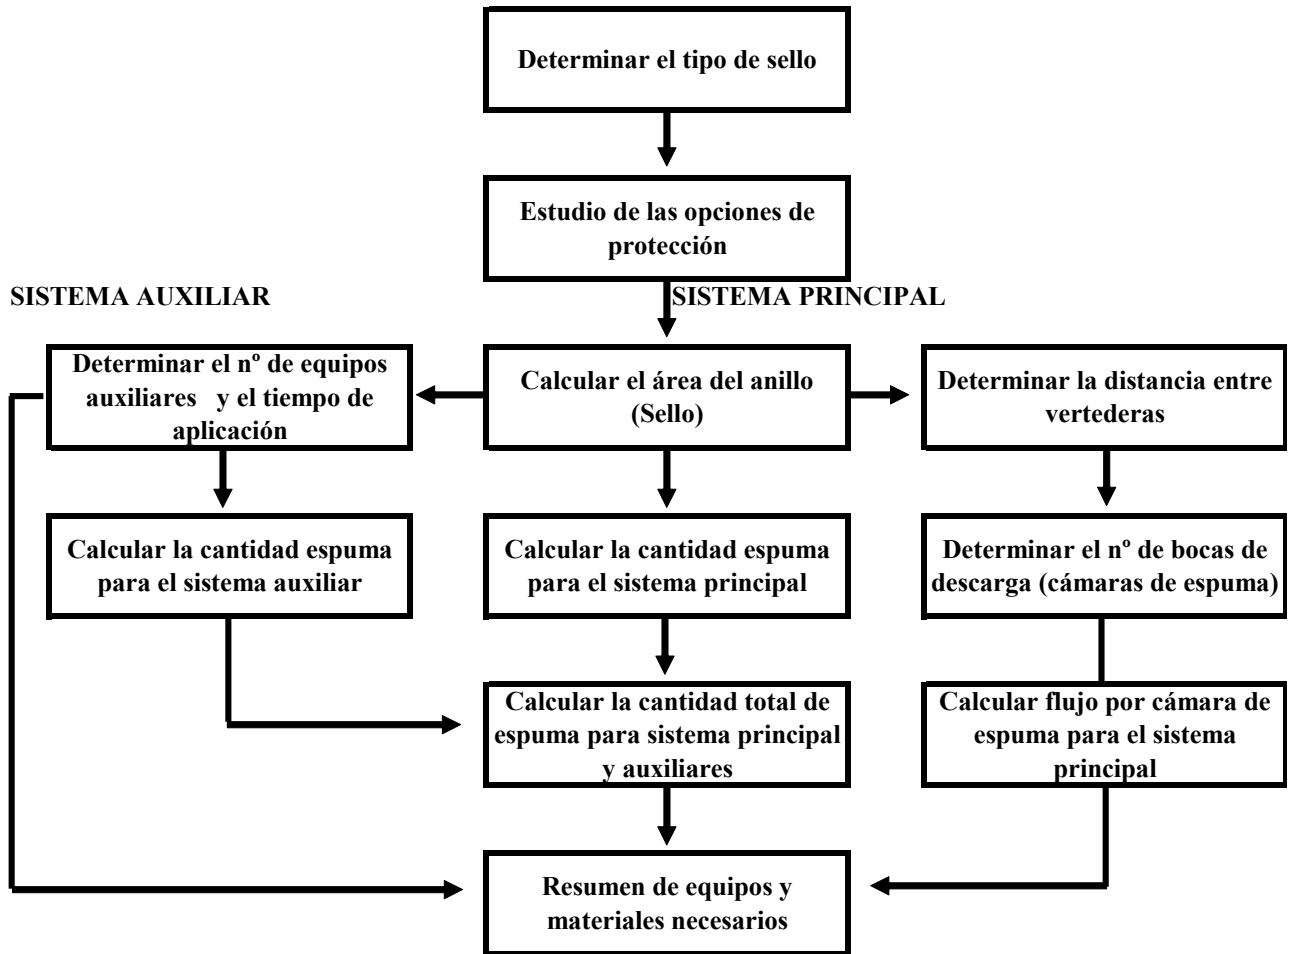 Determinar el tipo de sello
Estudio de las opciones de
protección
SISTEMA AUXILIAR
SISTEMA PRINCIPAL
Determinar el nº de equipos
auxiliares y el tiempo de
aplicación
Calcular el área del anillo
(Sello)
Determinar la distancia entre
vertederas
Calcular la cantidad espuma
para el sistema auxiliar
Calcular la cantidad espuma
para el sistema principal
Determinar el nº de bocas de
descarga (cámaras de espuma)
Calcular la cantidad total de
espuma para sistema principal
y auxiliares
Calcular flujo por cámara de
espuma para el sistema
principal
Resumen de equipos y
materiales necesarios